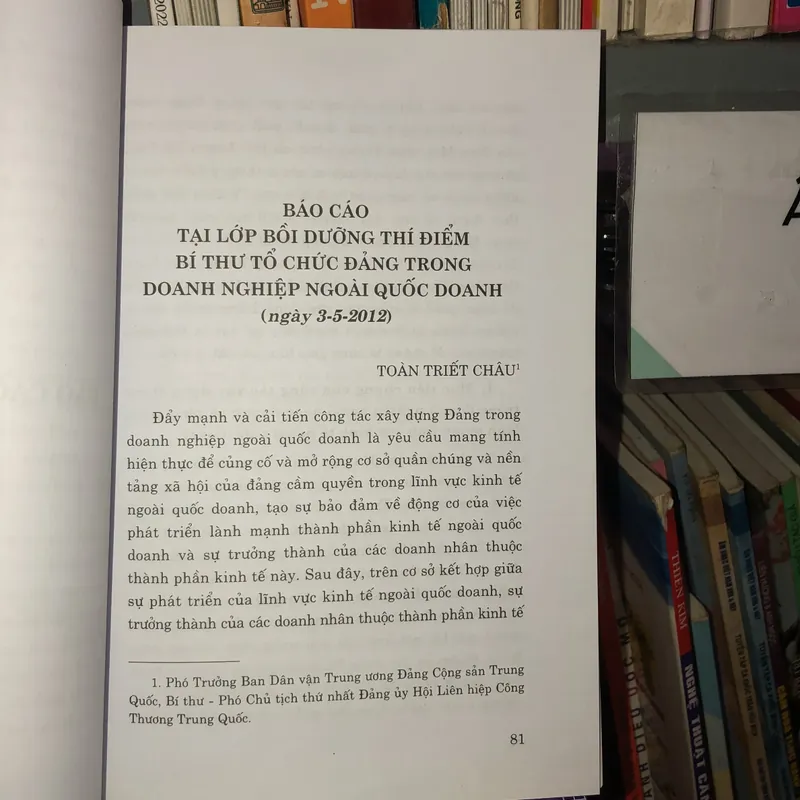 2022
NG
BÁO CÁO
TẠI LỚP BỒI DƯỠNG THÍ ĐIỂM
BÍ THƯ TỔ CHỨC ĐẢNG TRONG
DOANH NGHIỆP NGOÀI QUỐC DOANH
(ngày 3-5-2012)
TOÀN TRIẾT CHÂU¹
Đẩy mạnh và cải tiến công tác xây dựng Đảng trong
doanh nghiệp ngoài quốc doanh là yêu cầu mang tính
hiện thực để củng cố và mở rộng cơ sở quần chúng và nền
tảng xã hội của đảng cầm quyền trong lĩnh vực kinh tế
ngoài quốc doanh, tạo sự bảo đảm về động cơ của việc
phát triển lành mạnh thành phần kinh tế ngoài quốc
doanh và sự trưởng thành của các doanh nhân thuộc
thành phần kinh tế này. Sau đây, trên cơ sở kết hợp giữa
sự phát triển của lĩnh vực kinh tế ngoài quốc doanh, sự
trưởng thành của các doanh nhân thuộc thành phần kinh tế
1. Phó Trưởng Ban Dân vận Trung ương Đảng Cộng sản Trung
Quốc, Bí thư - Phó Chủ tịch thứ nhất Đảng ủy Hội Liên hiệp Công
Thương Trung Quốc.
81
THIÊN KIM
NGHỆ THUẬT